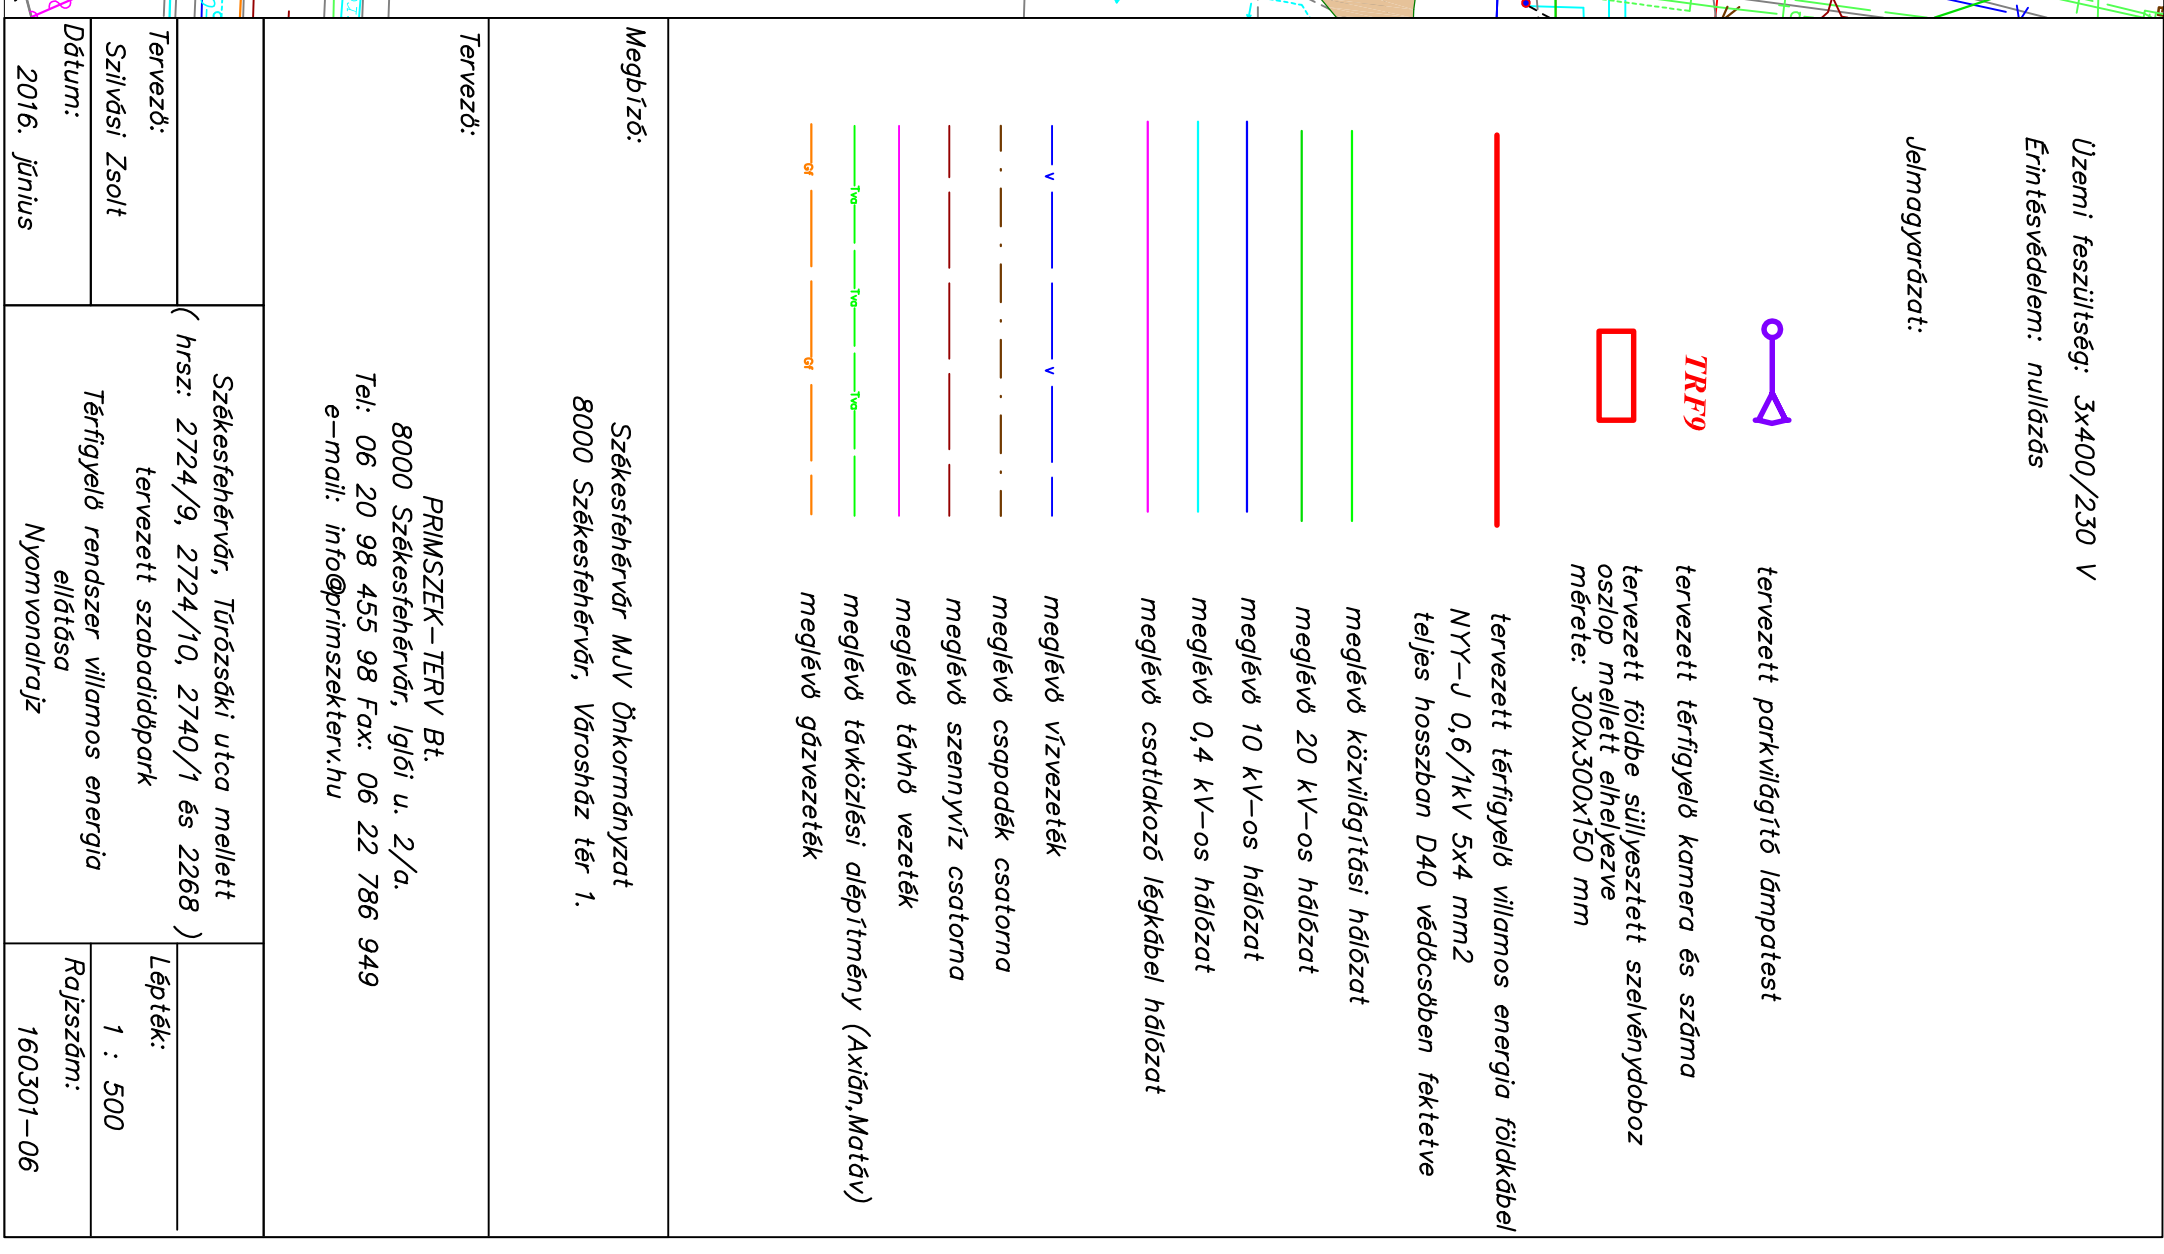 Üzemi feszültség: 3x400/230 V
Érintésvédelem: nullázás
Jelmagyarázat:
tervezett parkvilágító lámpatest
TRF9
tervezett térfigyelő kamera és száma
tervezett földbe süllyesztett szelvénydoboz
oszlop mellett elhelyezve
mérete: 300x300x150 mm
tervezett térfigyelő villamos energia földkábel
NYY-J 0,6/1kV 5x4 mm2
teljes hosszban D40 védőcsőben fektetve
meglévő közvilágítási hálózat
meglévő 20 kV-os hálózat
meglévő 10 kV-os hálózat
meglévő 0,4 kV-os hálózat
meglévő csatlakozó légkábel hálózat
V V
meglévő vízvezeték
meglévő csapadék csatorna
meglévő szennyvíz csatorna
meglévő távhő vezeték
Tva Tva Tva
meglévő távközlési alépítmény (Axián,Matáv)
Gf Gf
meglévő gázvezeték
Megbízó:
Székesfehérvár MJV Önkormányzat
8000 Székesfehérvár, Városház tér 1.
Tervező:
PRIMSZEK-TERV Bt.
8000 Székesfehérvár, Iglói u. 2/a.
Tel: 06 20 98 455 98 Fax: 06 22 786 949
e-mail: info@primszekterv.hu
Tervező:
Szilvási Zsolt
Dátum:
2016. június
Székesfehérvár, Túrózsáki utca mellett
( hrsz: 2724/9, 2724/10, 2740/1 és 2268 )
tervezett szabadidőpark
Térfigyelő rendszer villamos energia
ellátása
Nyomvonalrajz
Lépték:
1 : 500
Rajzszám:
160301-06